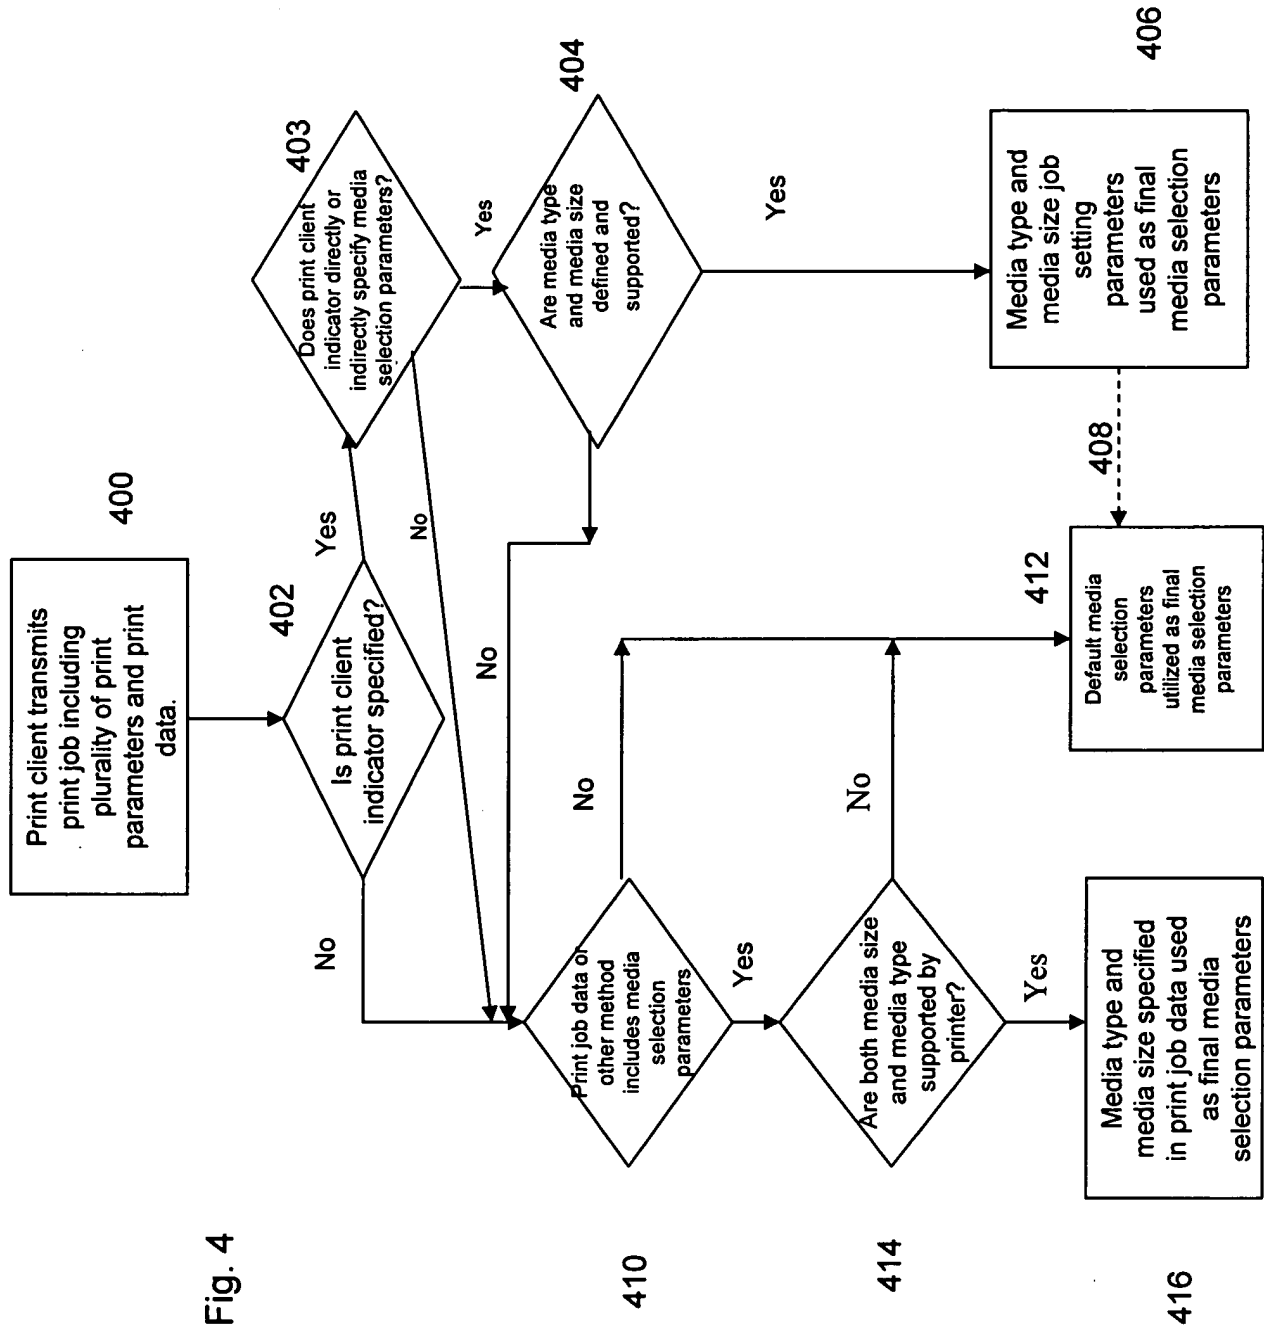 Fig. 4
400
Print client transmits
print job including
plurality of print
parameters and print
data.
402
Is print client
indicator specified?
Yes
No
403
Does print client
indicator directly or
indirectly specify media
selection parameters?
Yes
No
404
Are media type
and media size
defined and
supported?
Yes
No
406
Media type and
media size job
setting
parameters
used as final
media selection
parameters
408
410
Print job data or
other method
includes media
selection
parameters
No
Yes
412
Default media
selection
parameters
utilized as final
media selection
parameters
414
Are both media size
and media type
supported by
printer?
No
Yes
416
Media type and
media size specified
in print job data used
as final media
selection parameters